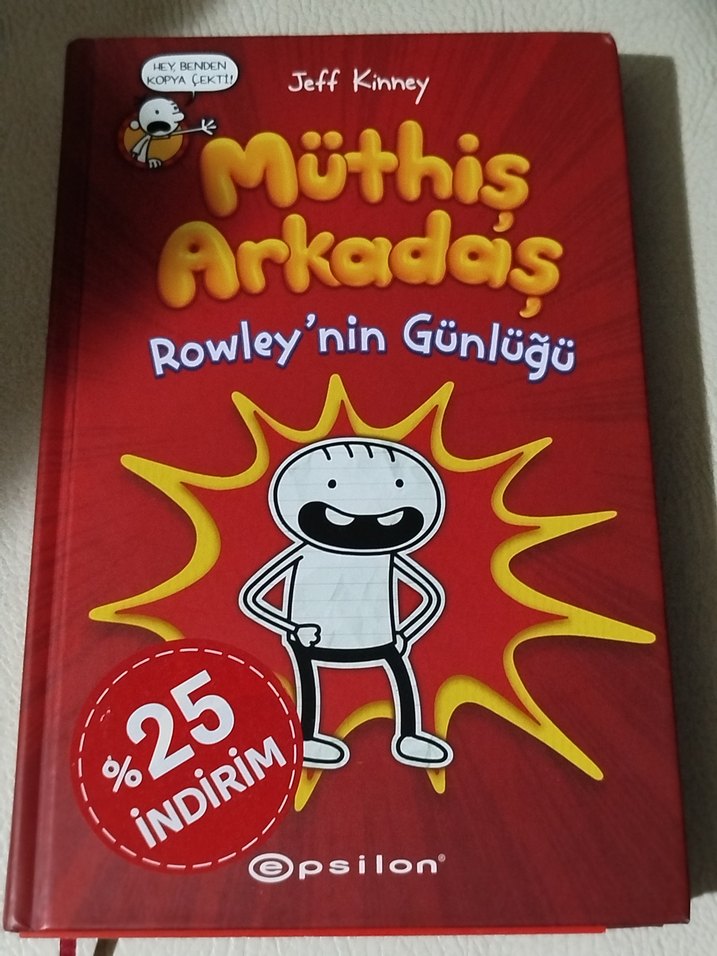 HEY, BENDEN
KOPYA ÇEKTİ!
Jeff Kinney
Müthiş
Arkadaş
Rowley'nin Günlüğü
%25
İNDİRİM
epsilon®